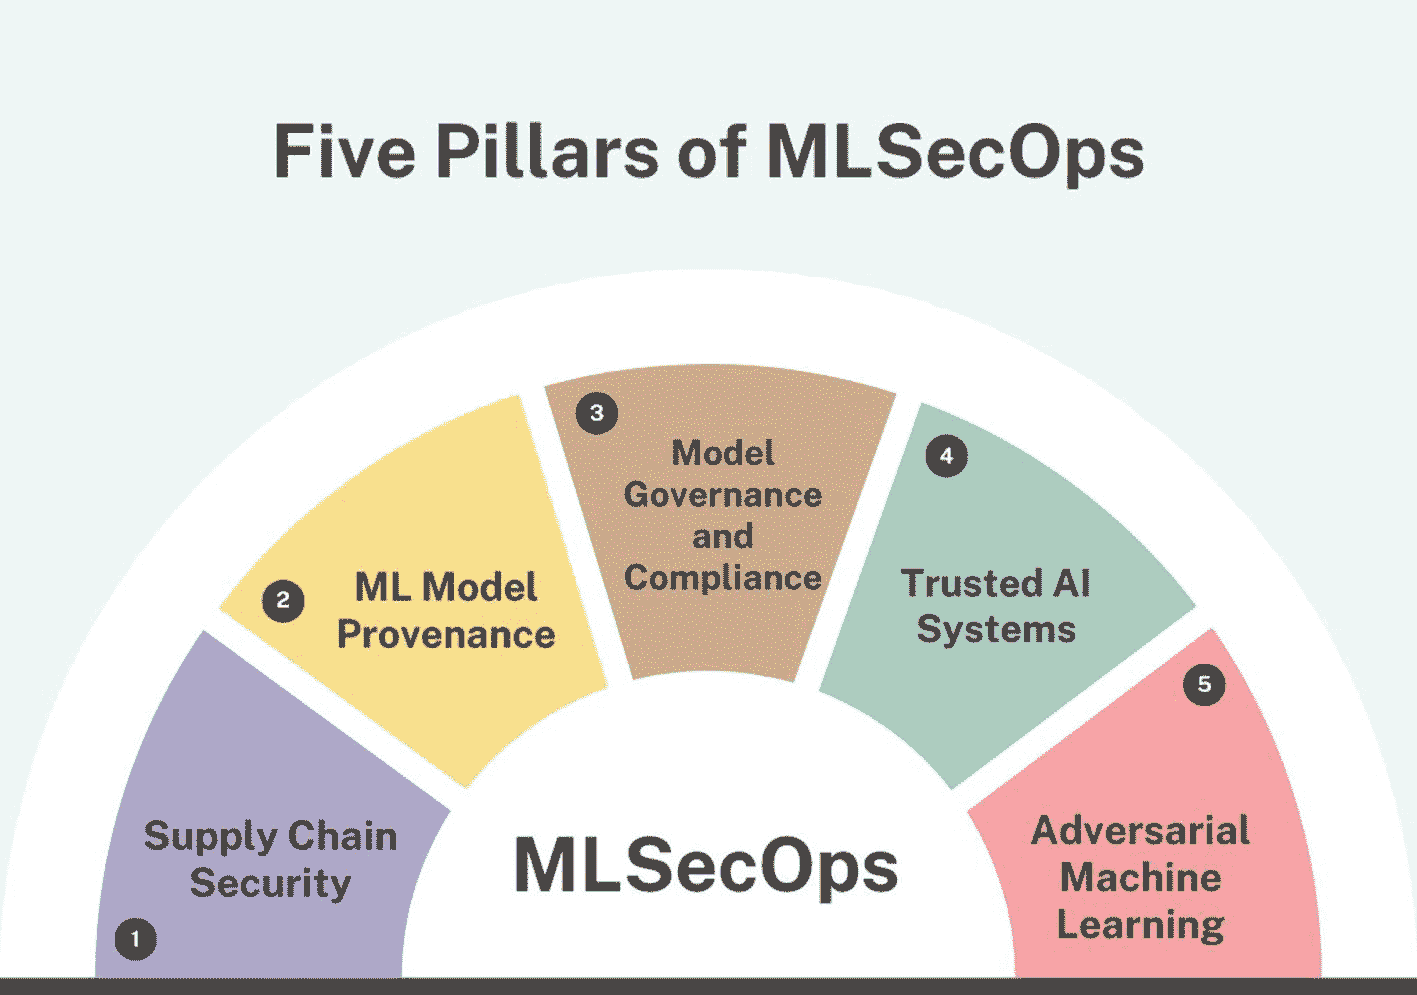 Five Pillars of MLSecOps
1
Supply Chain
Security
2
ML Model
Provenance
3
Model
Governance
and
Compliance
4
Trusted AI
Systems
5
Adversarial
Machine
Learning
MLSecOps